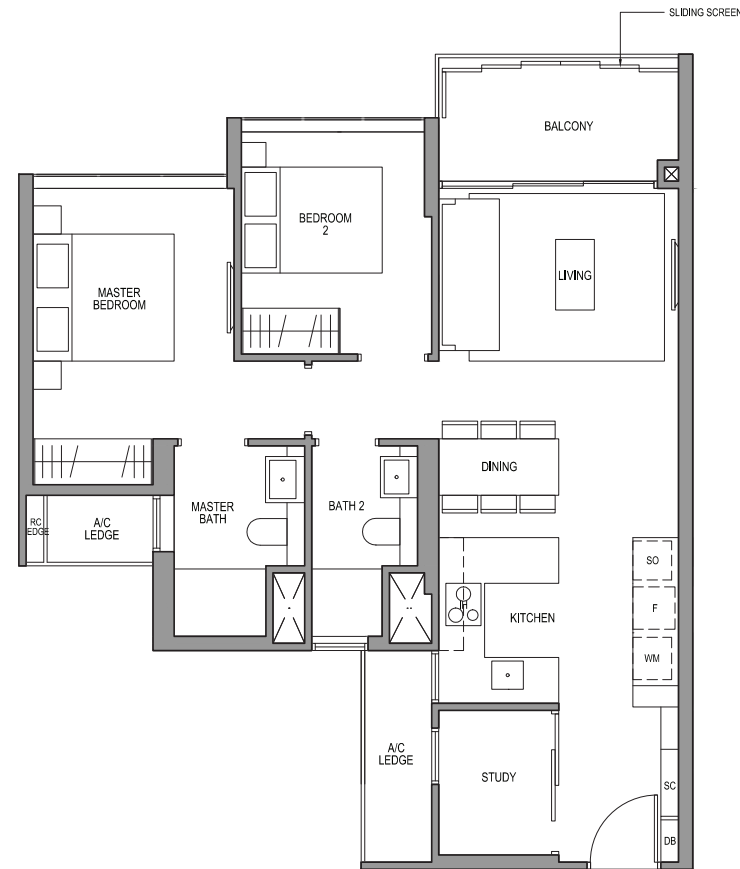 SLIDING SCREEN
BALCONY
BEDROOM
2
LIVING
MASTER
BEDROOM
DINING
MASTER
BATH
BATH 2
RC
EDGE
A/C
LEDGE
SO
F
WM
KITCHEN
IH
A/C
LEDGE
STUDY
SC
DB